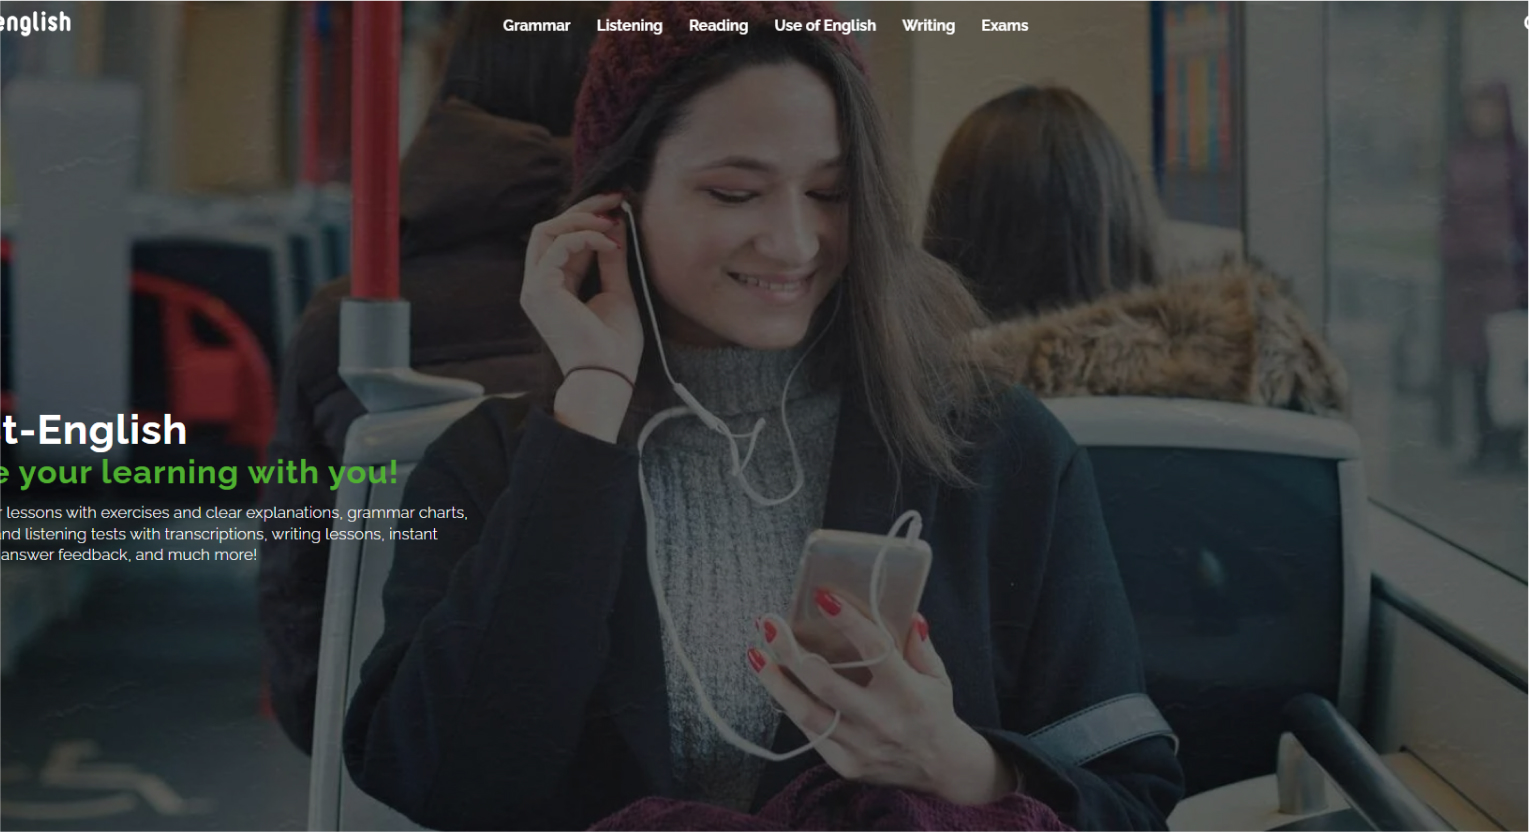 english
Grammar Listening Reading Use of English Writing Exams
t-English
e your learning with you!
r lessons with exercises and clear explanations, grammar charts,
and listening tests with transcriptions, writing lessons, instant
answer feedback, and much more!